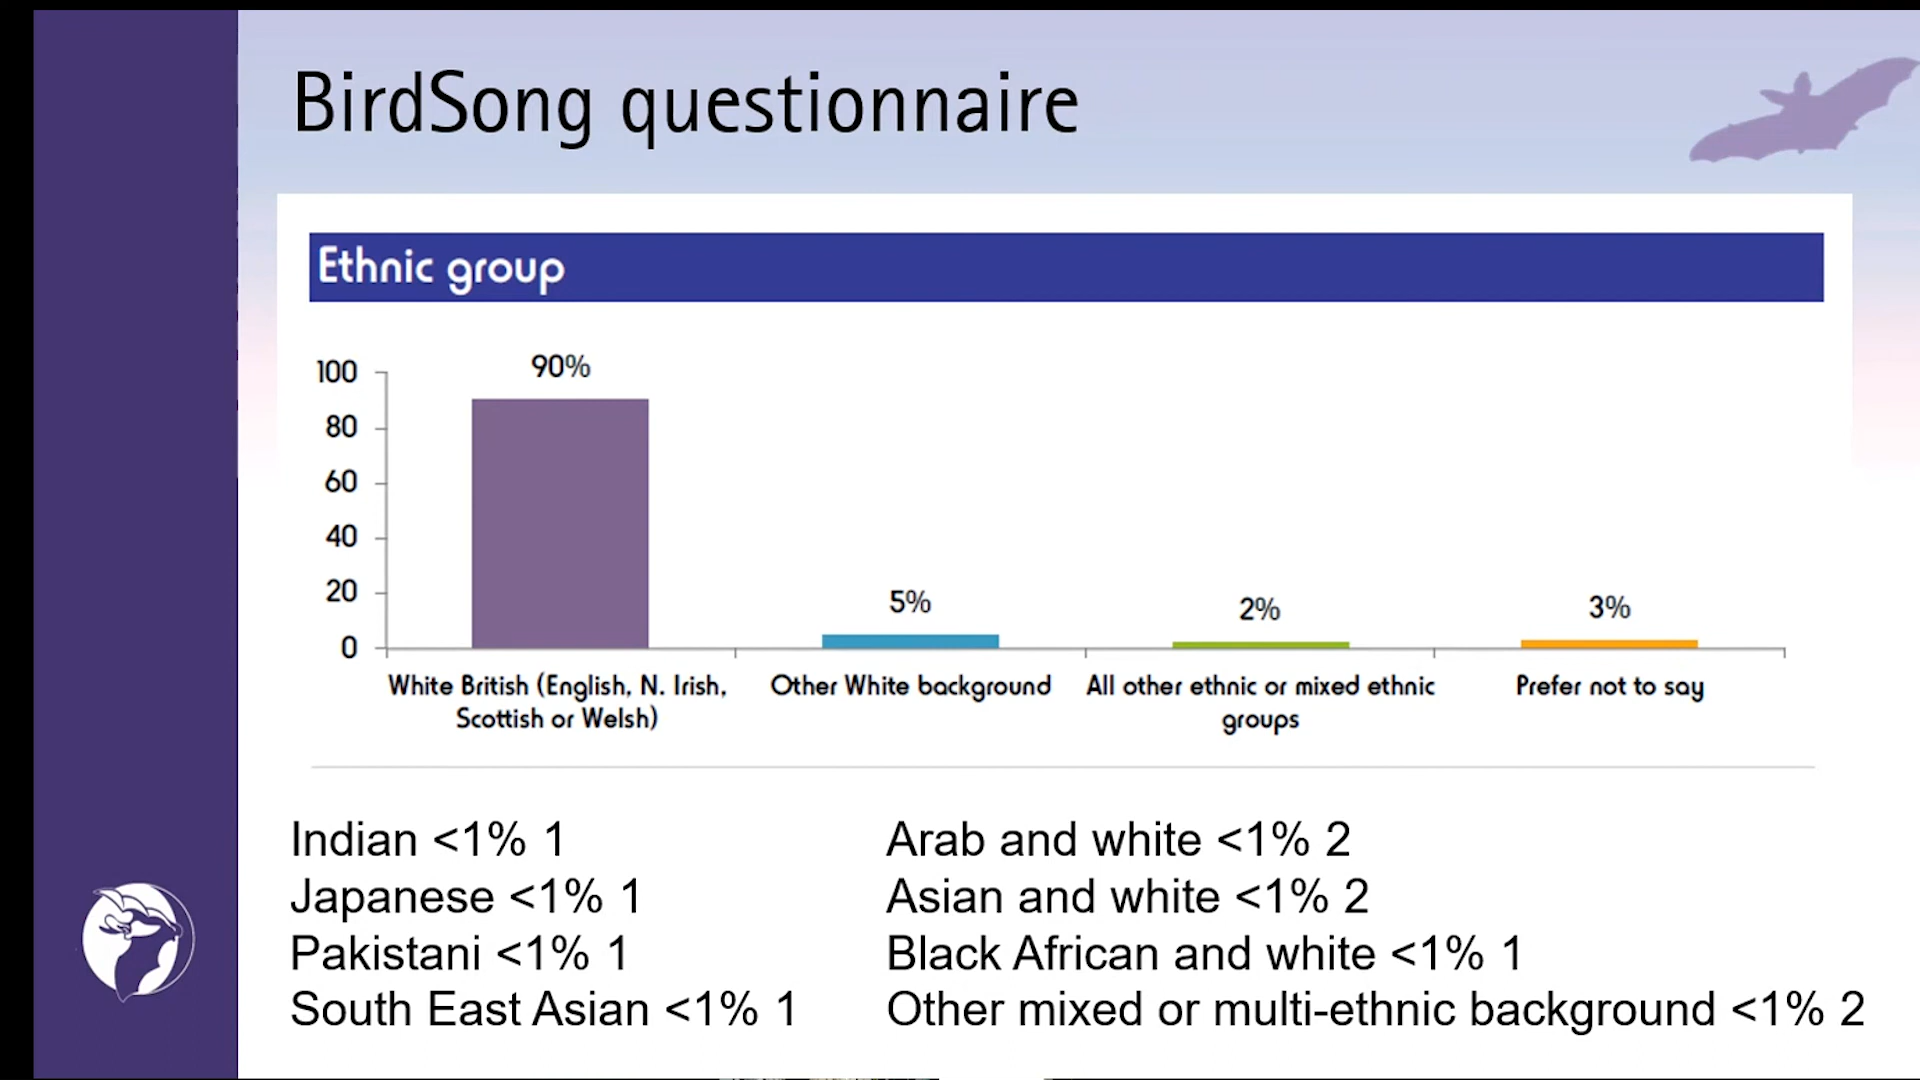 BirdSong questionnaire
Ethnic group
90%
100
80
60
40
20
0
5%
2%
3%
White British (English, N. Irish,
Scottish or Welsh)
Other White background
All other ethnic or mixed ethnic
groups
Prefer not to say
Indian <1% 1
Japanese <1% 1
Pakistani <1% 1
South East Asian <1% 1
Arab and white <1% 2
Asian and white <1% 2
Black African and white <1% 1
Other mixed or multi-ethnic background <1% 2